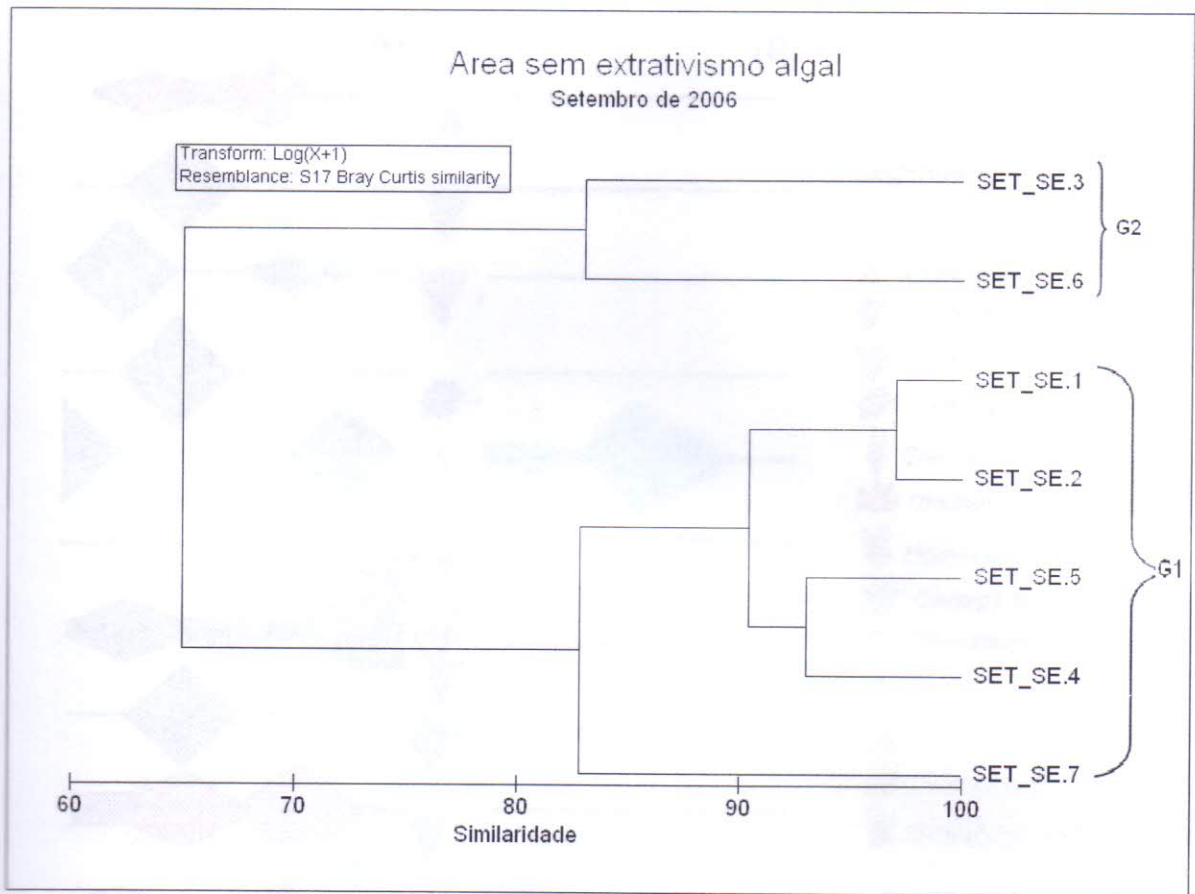 Area sem extrativismo algal
Setembro de 2006
Transform: Log(X+1)
Resemblance: S17 Bray Curtis similarity
SET_SE.3
G2
SET_SE.6
SET_SE.1
SET_SE.2
SET_SE.5
G1
SET_SE.4
SET_SE.7
60 70 80 90 100
Similaridade